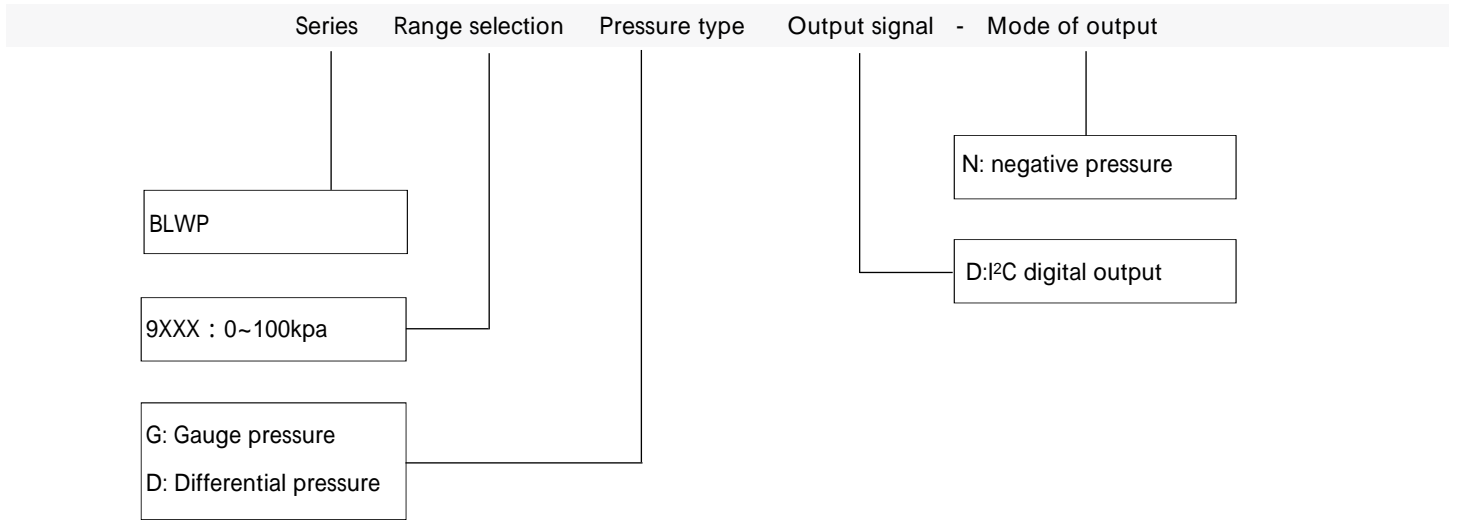 Series Range selection Pressure type Output signal - Mode of output
N: negative pressure
BLWP
D:I²C digital output
9XXX：0~100kpa
G: Gauge pressure
D: Differential pressure